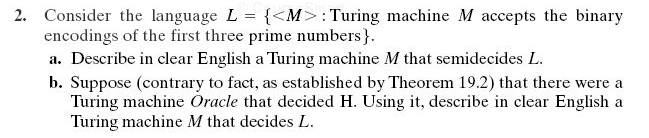 2. Consider the language L = {<M> : Turing machine M accepts the binary
encodings of the first three prime numbers}.
a. Describe in clear English a Turing machine M that semidecides L.
b. Suppose (contrary to fact, as established by Theorem 19.2) that there were a
Turing machine Oracle that decided H. Using it, describe in clear English a
Turing machine M that decides L.